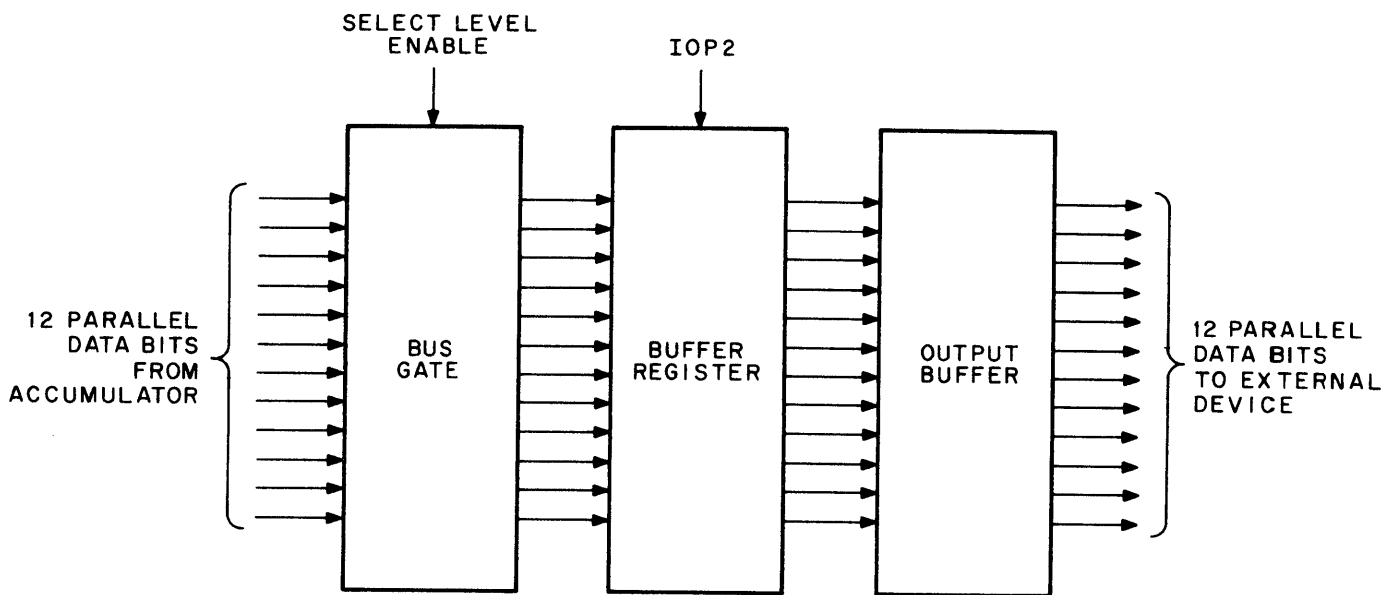 SELECT LEVEL
ENABLE
IOP2
12 PARALLEL
DATA BITS
FROM
ACCUMULATOR
BUS
GATE
BUFFER
REGISTER
OUTPUT
BUFFER
12 PARALLEL
DATA BITS
TO EXTERNAL
DEVICE